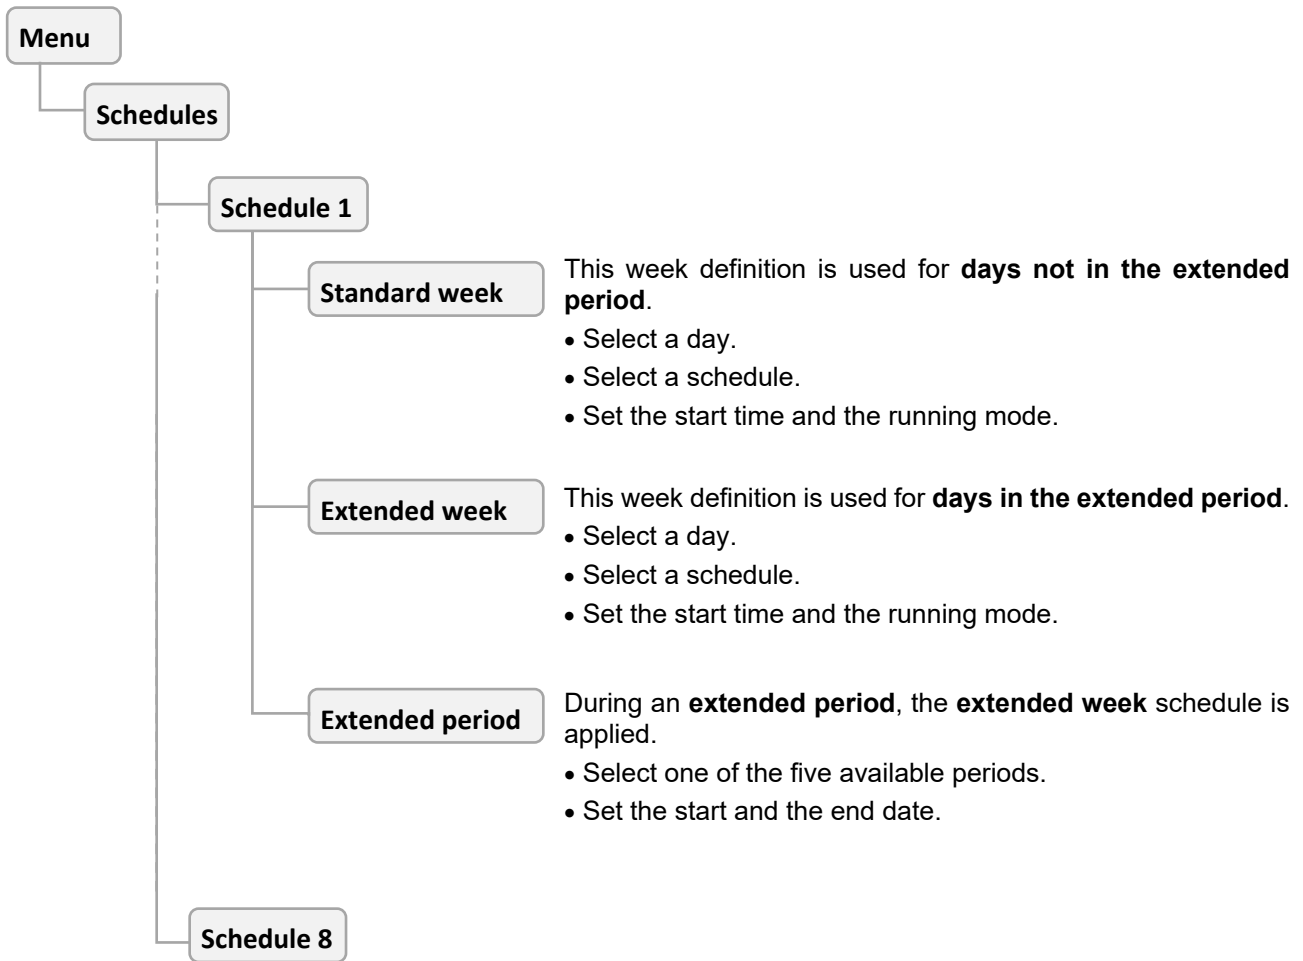 Menu
Schedules
Schedule 1
Standard week
This week definition is used for days not in the extended
period.
• Select a day.
• Select a schedule.
• Set the start time and the running mode.
Extended week
This week definition is used for days in the extended period.
• Select a day.
• Select a schedule.
• Set the start time and the running mode.
Extended period
During an extended period, the extended week schedule is
applied.
• Select one of the five available periods.
• Set the start and the end date.
Schedule 8